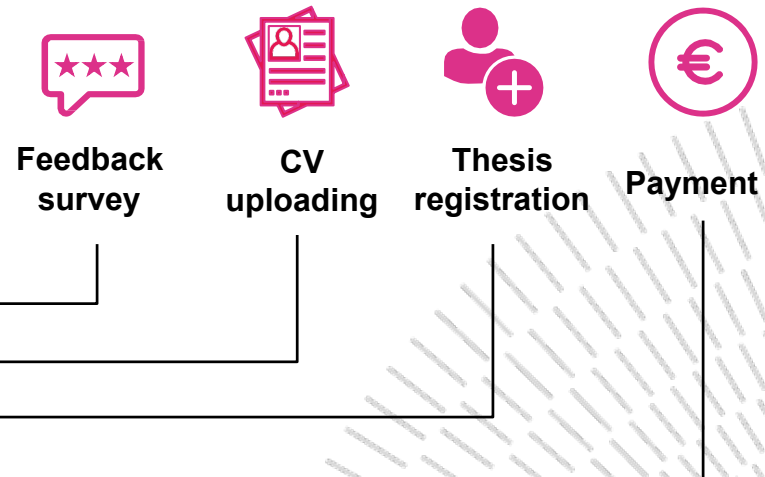 Feedback
survey
CV
uploading
Thesis
registration
Payment